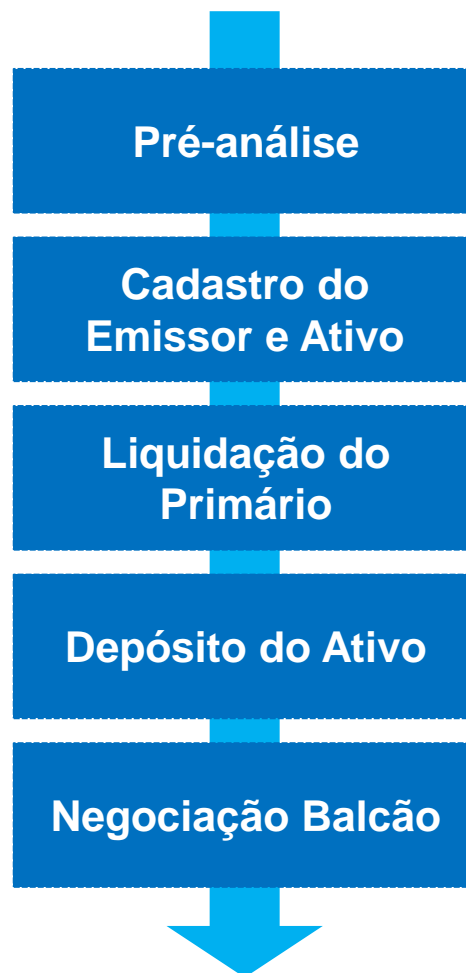 Pré-análise
Cadastro do
Emissor e Ativo
Liquidação do
Primário
Depósito do Ativo
Negociação Balcão